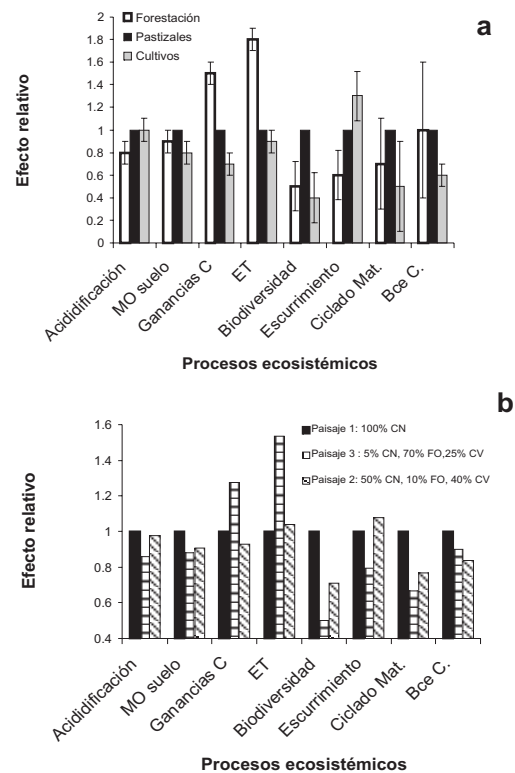 a
2
1.8
1.6
1.4
1.2
1
0.8
0.6
0.4
0.2
0
Efecto relativo
Forestación
Pastizales
Cultivos
Acididificación
MO suelo
Ganancias C
ET
Biodiversidad
Escurrimiento
Ciclado Mat.
Bce C.
Procesos ecosistémicos
b
1.6
1.4
1.2
1
0.8
0.6
0.4
Efecto relativo
Paisaje 1: 100% CN
Paisaje 3 : 5% CN, 70% FO,25% CV
Paisaje 2: 50% CN, 10% FO, 40% CV
Acididificación
MO suelo
Ganancias C
ET
Biodiversidad
Escurrimiento
Ciclado Mat.
Bce C.
Procesos ecosistémicos